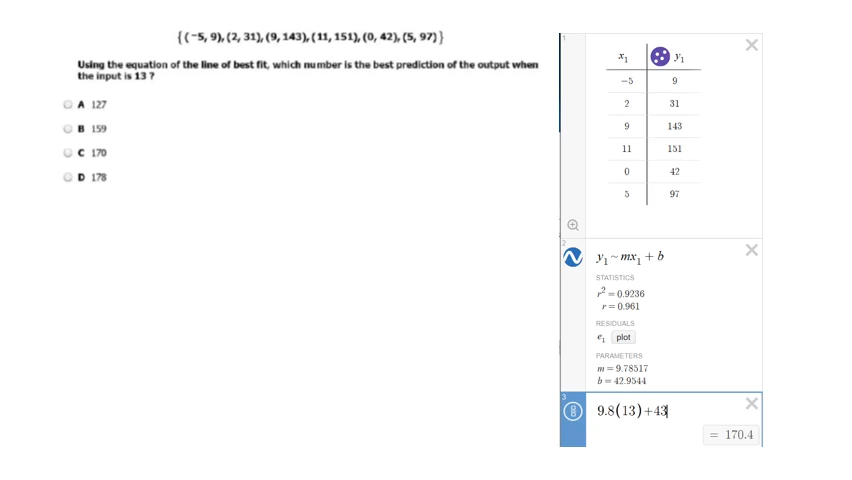 {(⁻5, 9), (2, 31), (9, 143), (11, 151), (0, 42), (5, 97)}
Using the equation of the line of best fit, which number is the best prediction of the output when
the input is 13 ?
A 127
B 159
C 170
D 178
1
x₁ y₁
−5 9
2 31
9 143
11 151
0 42
5 97
2
y₁ ~ mx₁ + b
STATISTICS
r² = 0.9236
r = 0.961
RESIDUALS
e₁ plot
PARAMETERS
m = 9.78517
b = 42.9544
3
9.8(13)+43
= 170.4